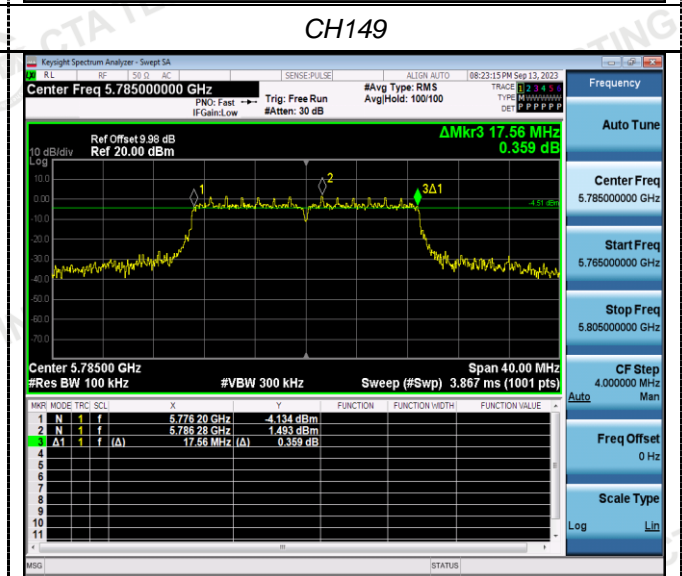 CH149
Keysight Spectrum Analyzer - Swept SA
RL RF 50 Ω AC SENSE:PULSE ALIGN AUTO 08:23:15 PM Sep 13, 2023
Center Freq 5.785000000 GHz
PNO: Fast
IFGain:Low
Trig: Free Run
#Atten: 30 dB
#Avg Type: RMS
Avg|Hold: 100/100
TRACE 1 2 3 4 5 6
TYPE M W W W W W
DET P P P P P P
Ref Offset 9.98 dB
10 dB/div Ref 20.00 dBm
Log
ΔMkr3 17.56 MHz
0.359 dB
10.0
0.00
-10.0
-20.0
-30.0
-50.0
-60.0
-70.0
1
2
3Δ1
-4.51 dBm
Center 5.78500 GHz Span 40.00 MHz
#Res BW 100 kHz #VBW 300 kHz Sweep (#Swp) 3.867 ms (1001 pts)
MKR MODE TRC SCL X Y FUNCTION FUNCTION WIDTH FUNCTION VALUE
1 N 1 f 5.776 20 GHz -4.134 dBm
2 N 1 f 5.786 28 GHz 1.493 dBm
3 Δ1 1 f (Δ) 17.56 MHz (Δ) 0.359 dB
4
5
6
7
8
9
10
11
MSG STATUS
Frequency
Auto Tune
Center Freq
5.785000000 GHz
Start Freq
5.765000000 GHz
Stop Freq
5.805000000 GHz
CF Step
4.000000 MHz
Auto Man
Freq Offset
0 Hz
Scale Type
Log Lin